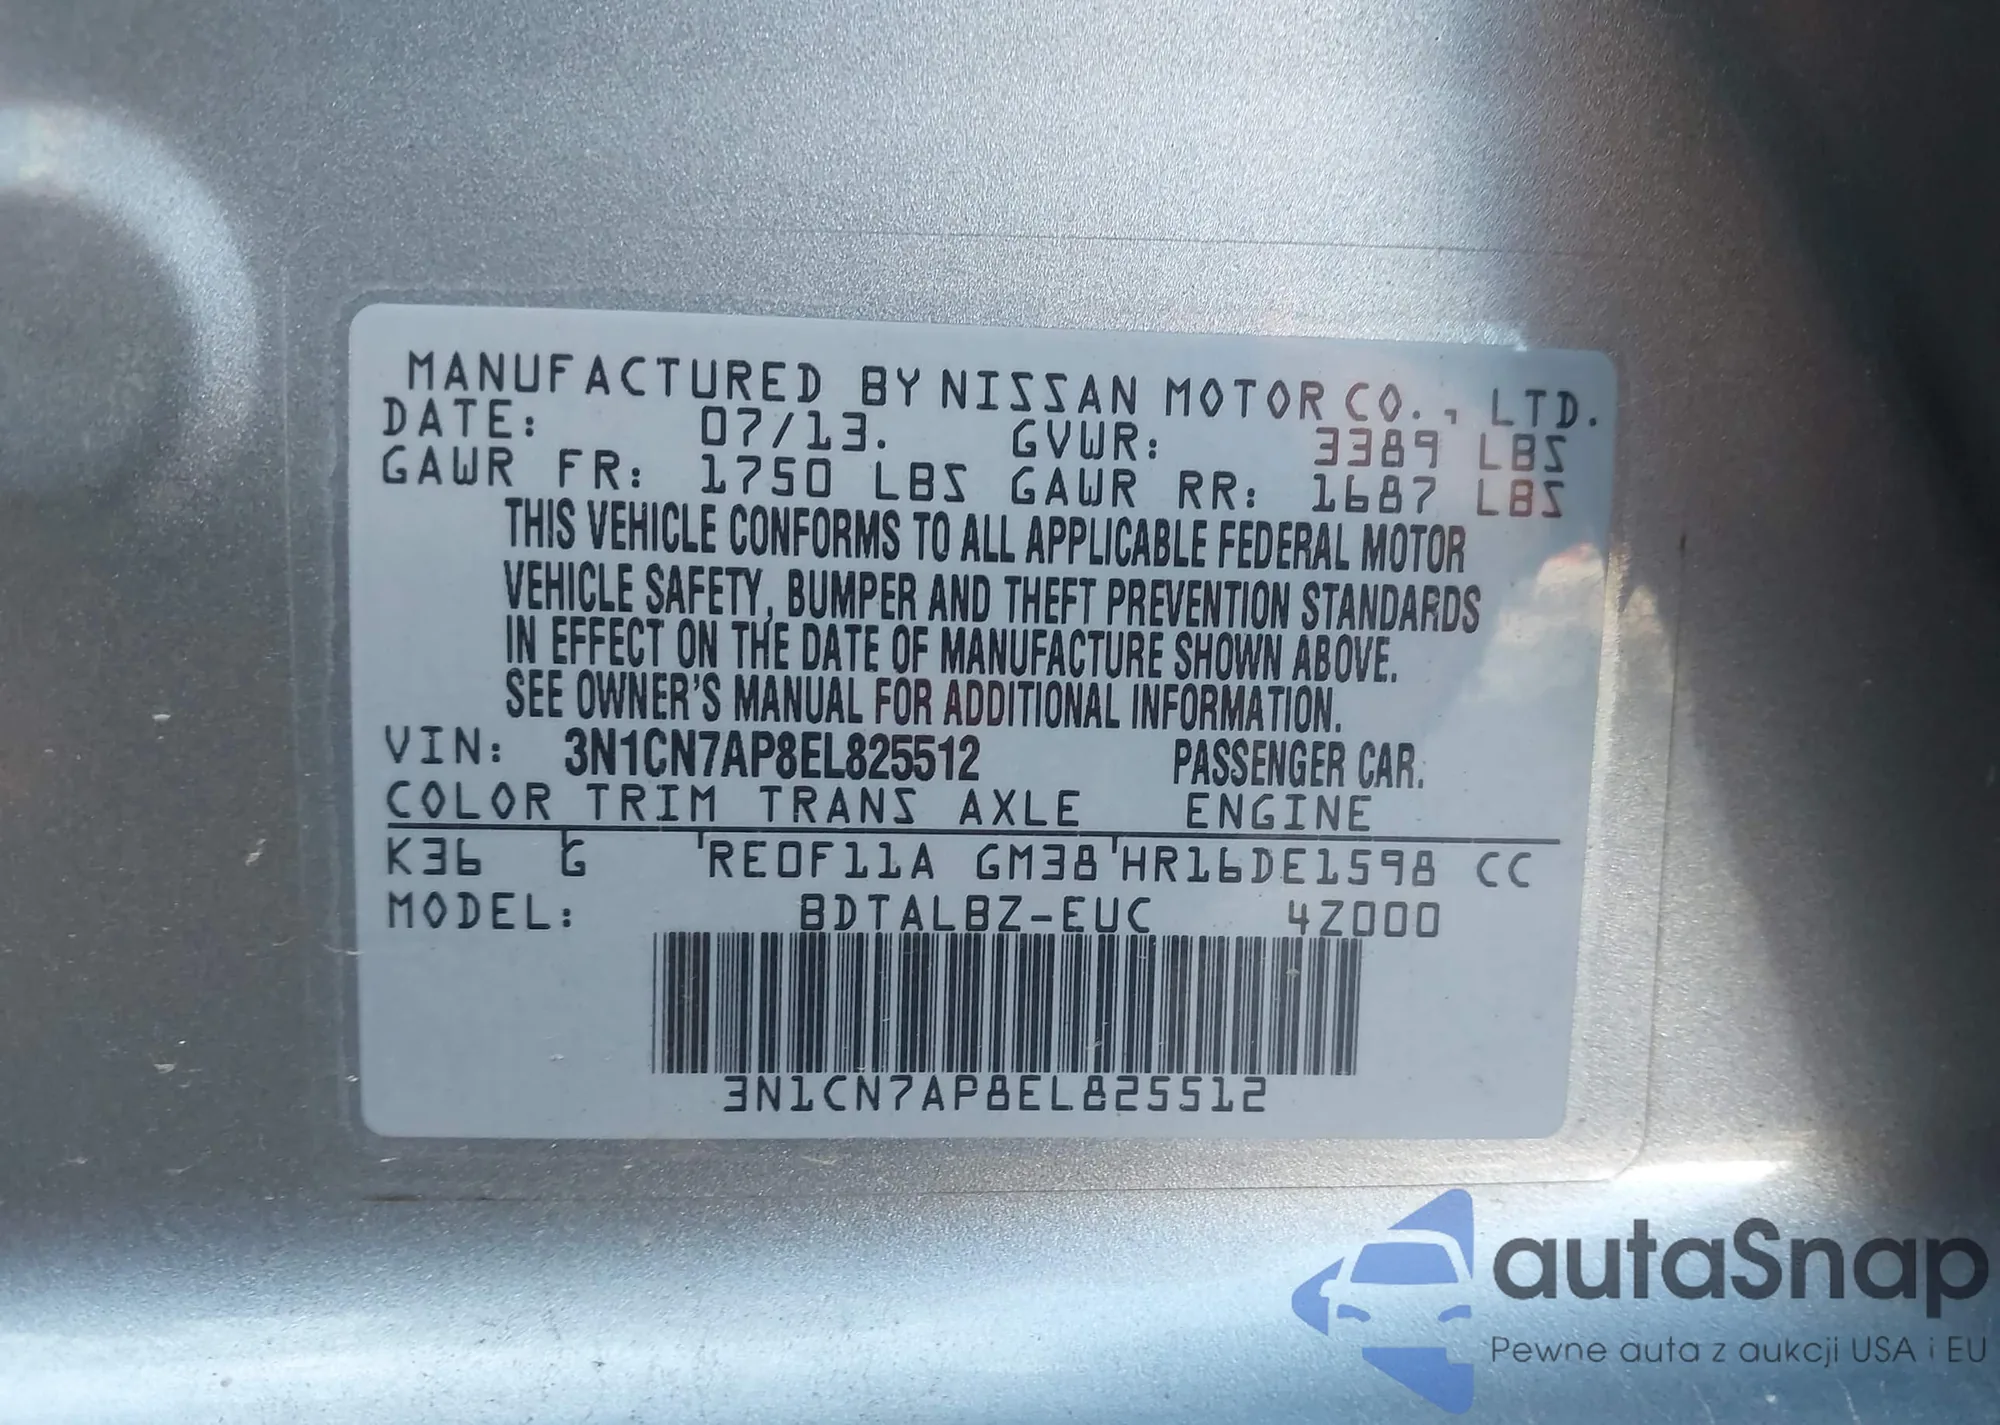 MANUFACTURED BY NISSAN MOTOR CO., LTD.
DATE: 07/13. GVWR: 3389 LBS
GAWR FR: 1750 LBS GAWR RR: 1687 LBS
THIS VEHICLE CONFORMS TO ALL APPLICABLE FEDERAL MOTOR
VEHICLE SAFETY, BUMPER AND THEFT PREVENTION STANDARDS
IN EFFECT ON THE DATE OF MANUFACTURE SHOWN ABOVE.
SEE OWNER'S MANUAL FOR ADDITIONAL INFORMATION.
VIN: 3N1CN7AP8EL825512 PASSENGER CAR.
COLOR TRIM TRANS AXLE ENGINE
K36 G RE0F11A GM38 HR16DE1598 CC
MODEL: BDTALBZ-EUC 4Z000
3N1CN7AP8EL825512
autaSnap
Pewne auta z aukcji USA i EU